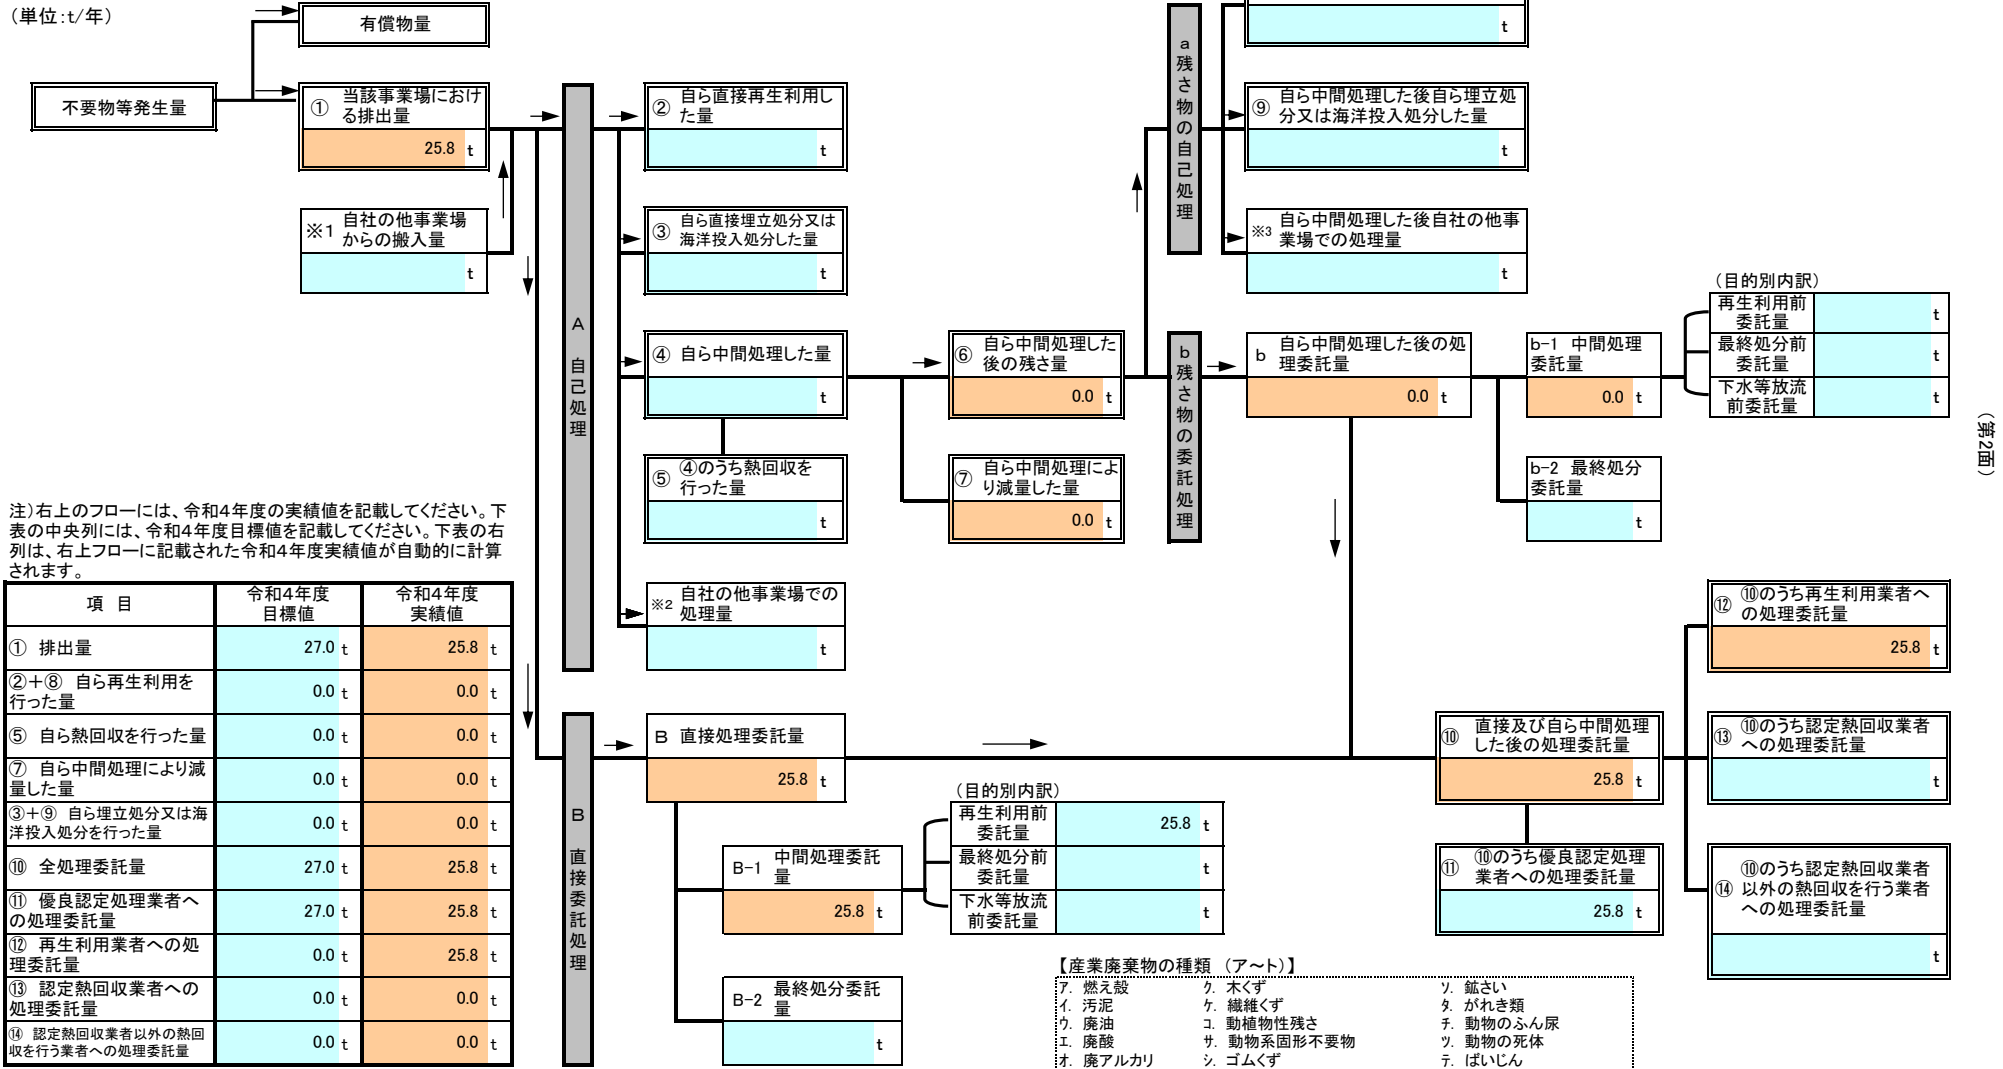 （単位：t/年）
有償物量
不要物等発生量
① 当該事業場におけ
る排出量
25.8 t
※1 自社の他事業場
からの搬入量
t
A 自己処理
② 自ら直接再生利用し
た量
t
③ 自ら直接埋立処分又は
海洋投入処分した量
t
④ 自ら中間処理した量
t
⑤ ④のうち熱回収を
行った量
t
※2 自社の他事業場での
処理量
t
⑥ 自ら中間処理した
後の残さ量
0.0 t
⑦ 自ら中間処理によ
り減量した量
0.0 t
a 残さ物の自己処理
t
⑨ 自ら中間処理した後自ら埋立処
分又は海洋投入処分した量
t
※3 自ら中間処理した後自社の他事
業場での処理量
t
b 残さ物の委託処理
b 自ら中間処理した後の処
理委託量
0.0 t
b-1 中間処理
委託量
0.0 t
b-2 最終処分
委託量
t
（目的別内訳）
再生利用前
委託量 t
最終処分前
委託量 t
下水等放流
前委託量 t
（第2面）
注）右上のフローには、令和4年度の実績値を記載してください。下
表の中央列には、令和4年度目標値を記載してください。下表の右
列は、右上フローに記載された令和4年度実績値が自動的に計算
されます。
項 目 令和4年度
目標値 令和4年度
実績値
① 排出量 27.0 t 25.8 t
②＋⑧ 自ら再生利用を
行った量 0.0 t 0.0 t
⑤ 自ら熱回収を行った量 0.0 t 0.0 t
⑦ 自ら中間処理により減
量した量 0.0 t 0.0 t
③＋⑨ 自ら埋立処分又は海
洋投入処分を行った量 0.0 t 0.0 t
⑩ 全処理委託量 27.0 t 25.8 t
⑪ 優良認定処理業者へ
の処理委託量 27.0 t 25.8 t
⑫ 再生利用業者への処
理委託量 0.0 t 25.8 t
⑬ 認定熱回収業者への
処理委託量 0.0 t 0.0 t
⑭ 認定熱回収業者以外の熱回
収を行う業者への処理委託量 0.0 t 0.0 t
B 直接委託処理
B 直接処理委託量
25.8 t
B-1 中間処理委託
量
25.8 t
B-2 最終処分委託
量
t
（目的別内訳）
再生利用前
委託量 25.8 t
最終処分前
委託量 t
下水等放流
前委託量 t
⑩ 直接及び自ら中間処理
した後の処理委託量
25.8 t
⑪ ⑩のうち優良認定処理
業者への処理委託量
25.8 t
⑫ ⑩のうち再生利用業者へ
の処理委託量
25.8 t
⑬ ⑩のうち認定熱回収業者
への処理委託量
t
⑭ ⑩のうち認定熱回収業者
以外の熱回収を行う業者
への処理委託量
t
【産業廃棄物の種類 （ア～ト）】
ア. 燃え殻 ク. 木くず ソ. 鉱さい
イ. 汚泥 ケ. 繊維くず タ. がれき類
ウ. 廃油 コ. 動植物性残さ チ. 動物のふん尿
エ. 廃酸 サ. 動物系固形不要物 ツ. 動物の死体
オ. 廃アルカリ シ. ゴムくず テ. ばいじん